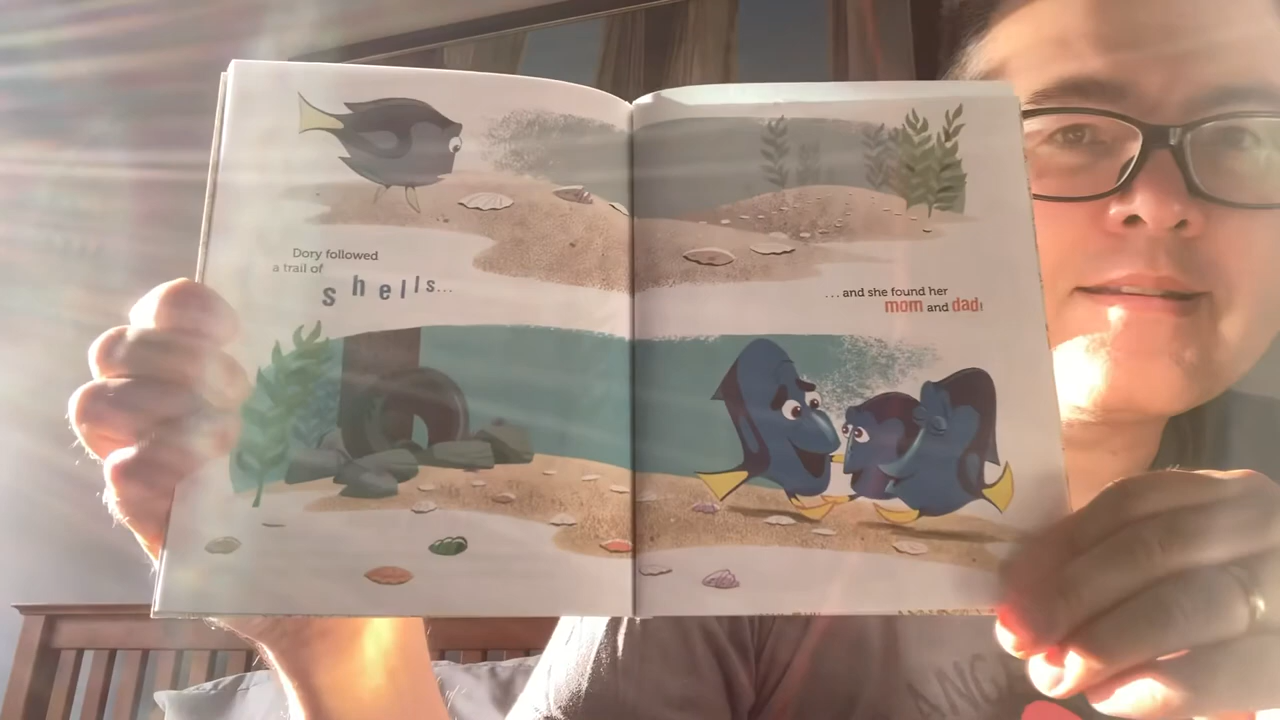 Dory followed
a trail of
shells...
...and she found her
mom and dad!